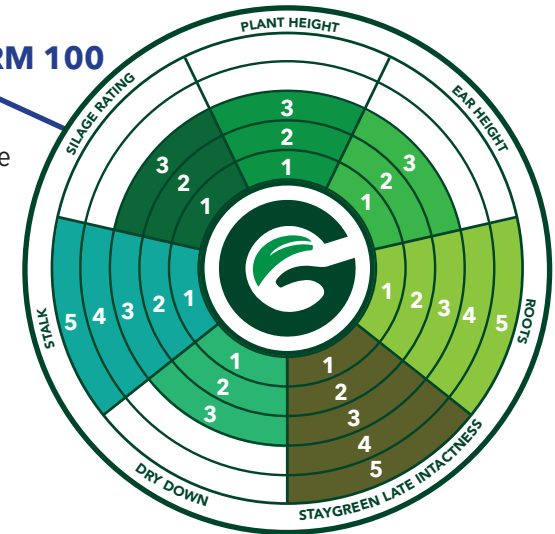 RM 100
e
PLANT HEIGHT
3
2
1
EAR HEIGHT
3
2
1
ROOTS
1 2 3 4 5
STAYGREEN LATE INTACTNESS
1
2
3
4
5
DRY DOWN
1
2
3
STALK
5 4 3 2 1
SILAGE RATING
3
2
1